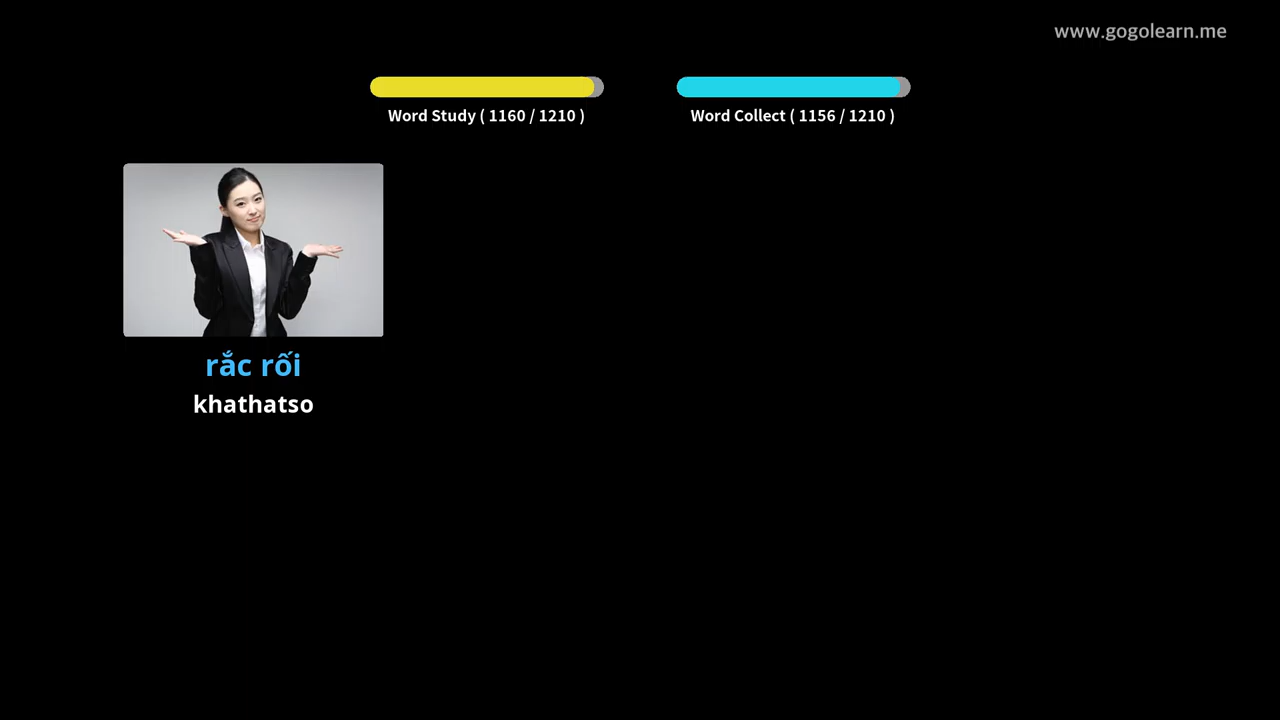 www.gogolearn.me
Word Study ( 1160 / 1210 )
Word Collect ( 1156 / 1210 )
rắc rối
khathatso